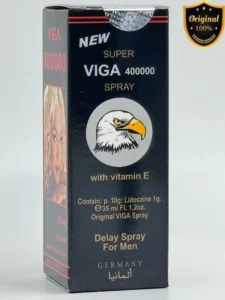 Original
100%
NEW
SUPER
VIGA 400000
SPRAY
with vitamin E
Contain: p. 10g; Lidocaine 1g.
℮35 ml Fl. 1.2oz.
Original VIGA Spray
Delay Spray
For Men
GERMANY
ألمانيا